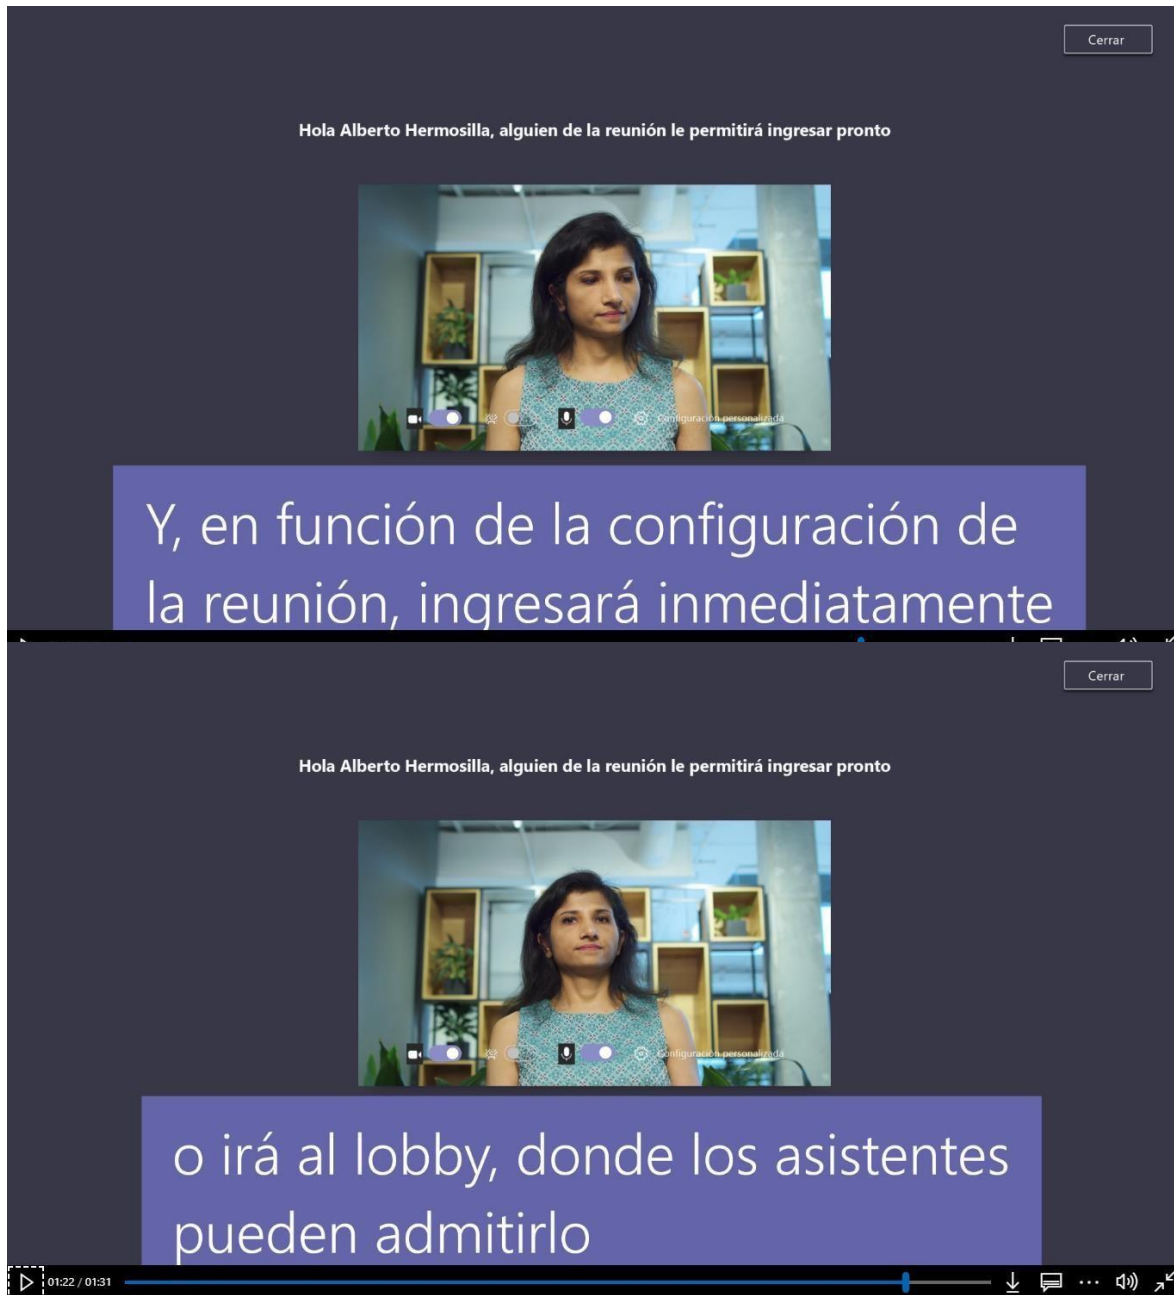 Cerrar
Hola Alberto Hermosilla, alguien de la reunión le permitirá ingresar pronto
Configuración personalizada
Y, en función de la configuración de
la reunión, ingresará inmediatamente
Cerrar
Hola Alberto Hermosilla, alguien de la reunión le permitirá ingresar pronto
Configuración personalizada
o irá al lobby, donde los asistentes
pueden admitirlo
01:22 / 01:31